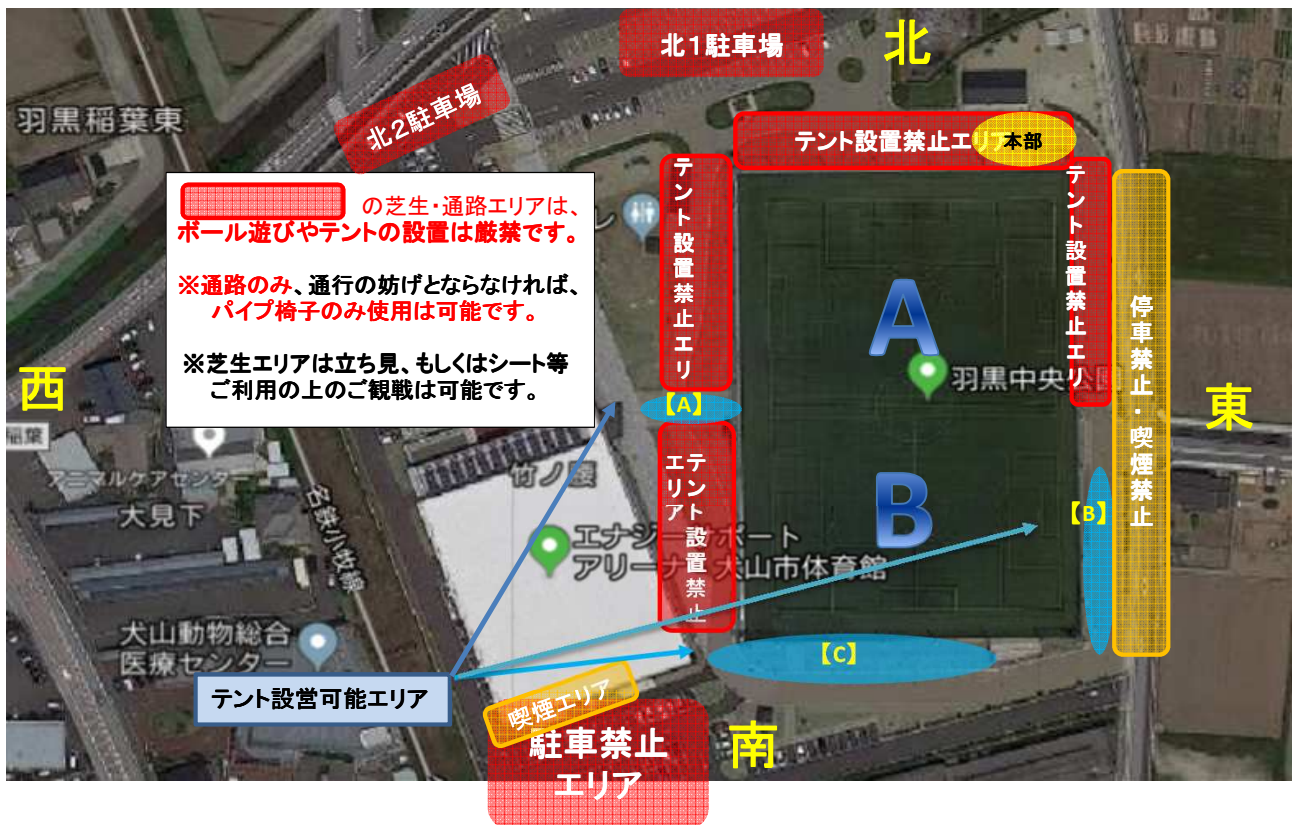 北1駐車場
北
北2駐車場
羽黒稲葉東
テント設置禁止エリア
本部
テント設置禁止エリ
テント設置禁止エリ
の芝生・通路エリアは、
ボール遊びやテントの設置は厳禁です。
※通路のみ、通行の妨げとならなければ、
パイプ椅子のみ使用は可能です。
※芝生エリアは立ち見、もしくはシート等
ご利用の上のご観戦は可能です。
レ
停車禁止・喫煙禁止
A
羽黒中央公園
西
東
【A】
稲葉
アニマルケアセンター
大見下
名鉄小牧線
竹ノ腰
テント設置禁止
エリア
B
【B】
エナジーサポート
アリーナ 犬山市体育館
犬山動物総合
医療センター
【C】
テント設営可能エリア
喫煙エリア
駐車禁止
エリア
南